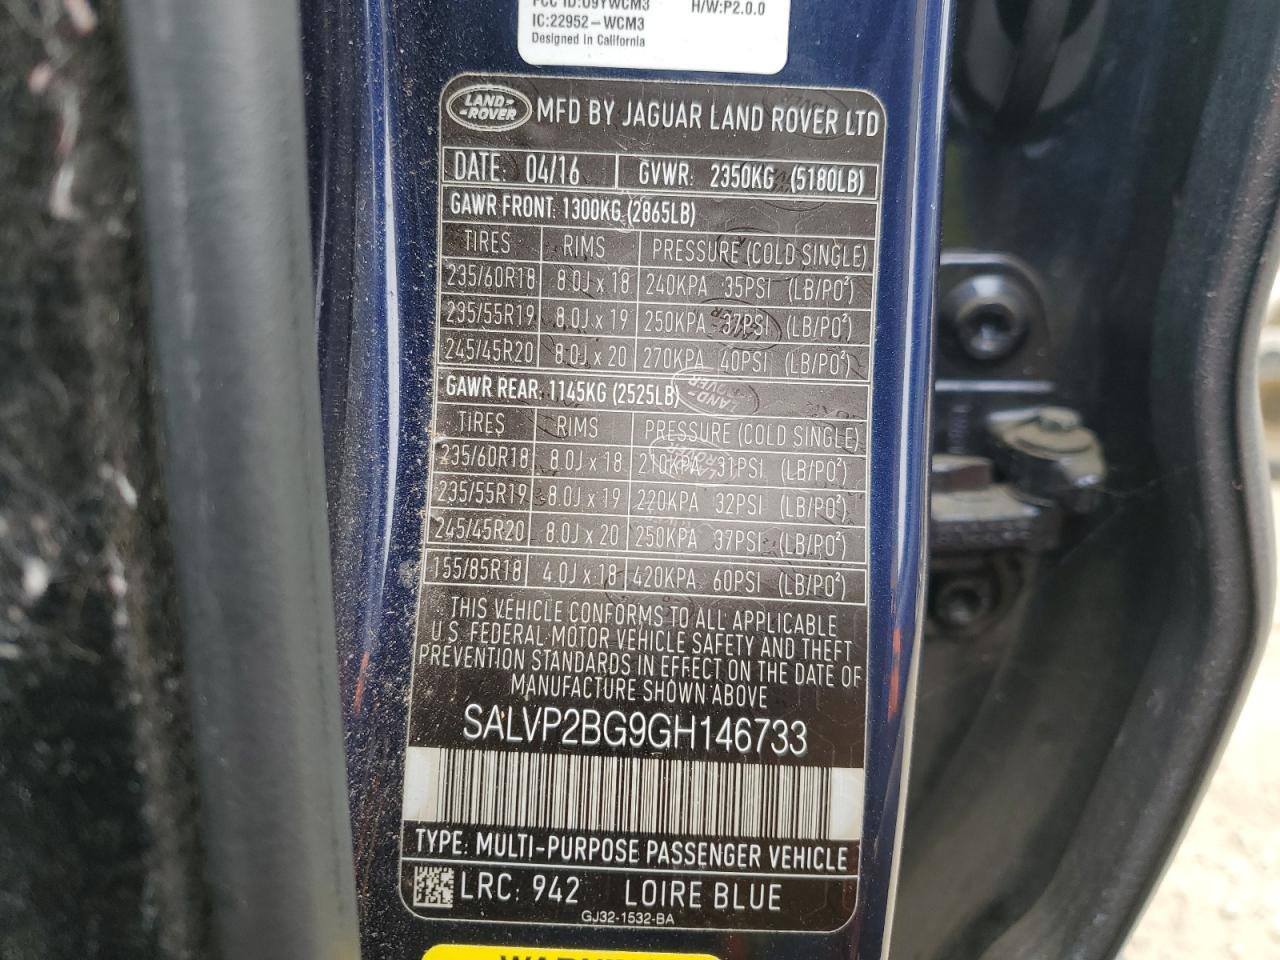 FCC ID:O9YWCM3 H/W:P2.0.0
IC:22952-WCM3
Designed in California
LAND-
-ROVER
MFD BY JAGUAR LAND ROVER LTD
DATE: 04/16 GVWR: 2350KG (5180LB)
GAWR FRONT: 1300KG (2865LB)
TIRES RIMS PRESSURE (COLD SINGLE)
235/60R18 8.0J x 18 240KPA 35PSI (LB/PO²)
235/55R19 8.0J x 19 250KPA 37PSI (LB/PO²)
245/45R20 8.0J x 20 270KPA 40PSI (LB/PO²)
GAWR REAR: 1145KG (2525LB)
TIRES RIMS PRESSURE (COLD SINGLE)
235/60R18 8.0J x 18 210KPA 31PSI (LB/PO²)
235/55R19 8.0J x 19 220KPA 32PSI (LB/PO²)
245/45R20 8.0J x 20 250KPA 37PSI (LB/PO²)
155/85R18 4.0J x 18 420KPA 60PSI (LB/PO²)
THIS VEHICLE CONFORMS TO ALL APPLICABLE
U.S. FEDERAL MOTOR VEHICLE SAFETY AND THEFT
PREVENTION STANDARDS IN EFFECT ON THE DATE OF
MANUFACTURE SHOWN ABOVE
SALVP2BG9GH146733
TYPE: MULTI-PURPOSE PASSENGER VEHICLE
LRC: 942 LOIRE BLUE
GJ32-1532-BA